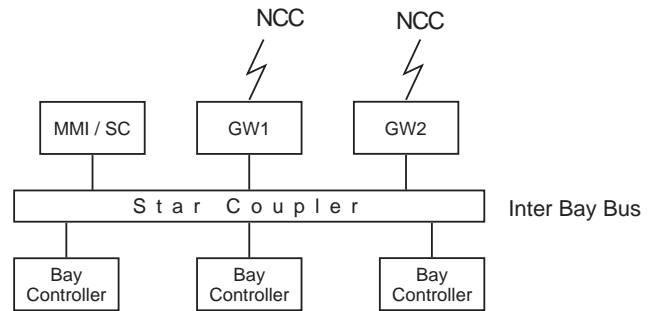 NCC NCC
MMI / SC GW1 GW2
Star Coupler Inter Bay Bus
Bay
Controller
Bay
Controller
Bay
Controller